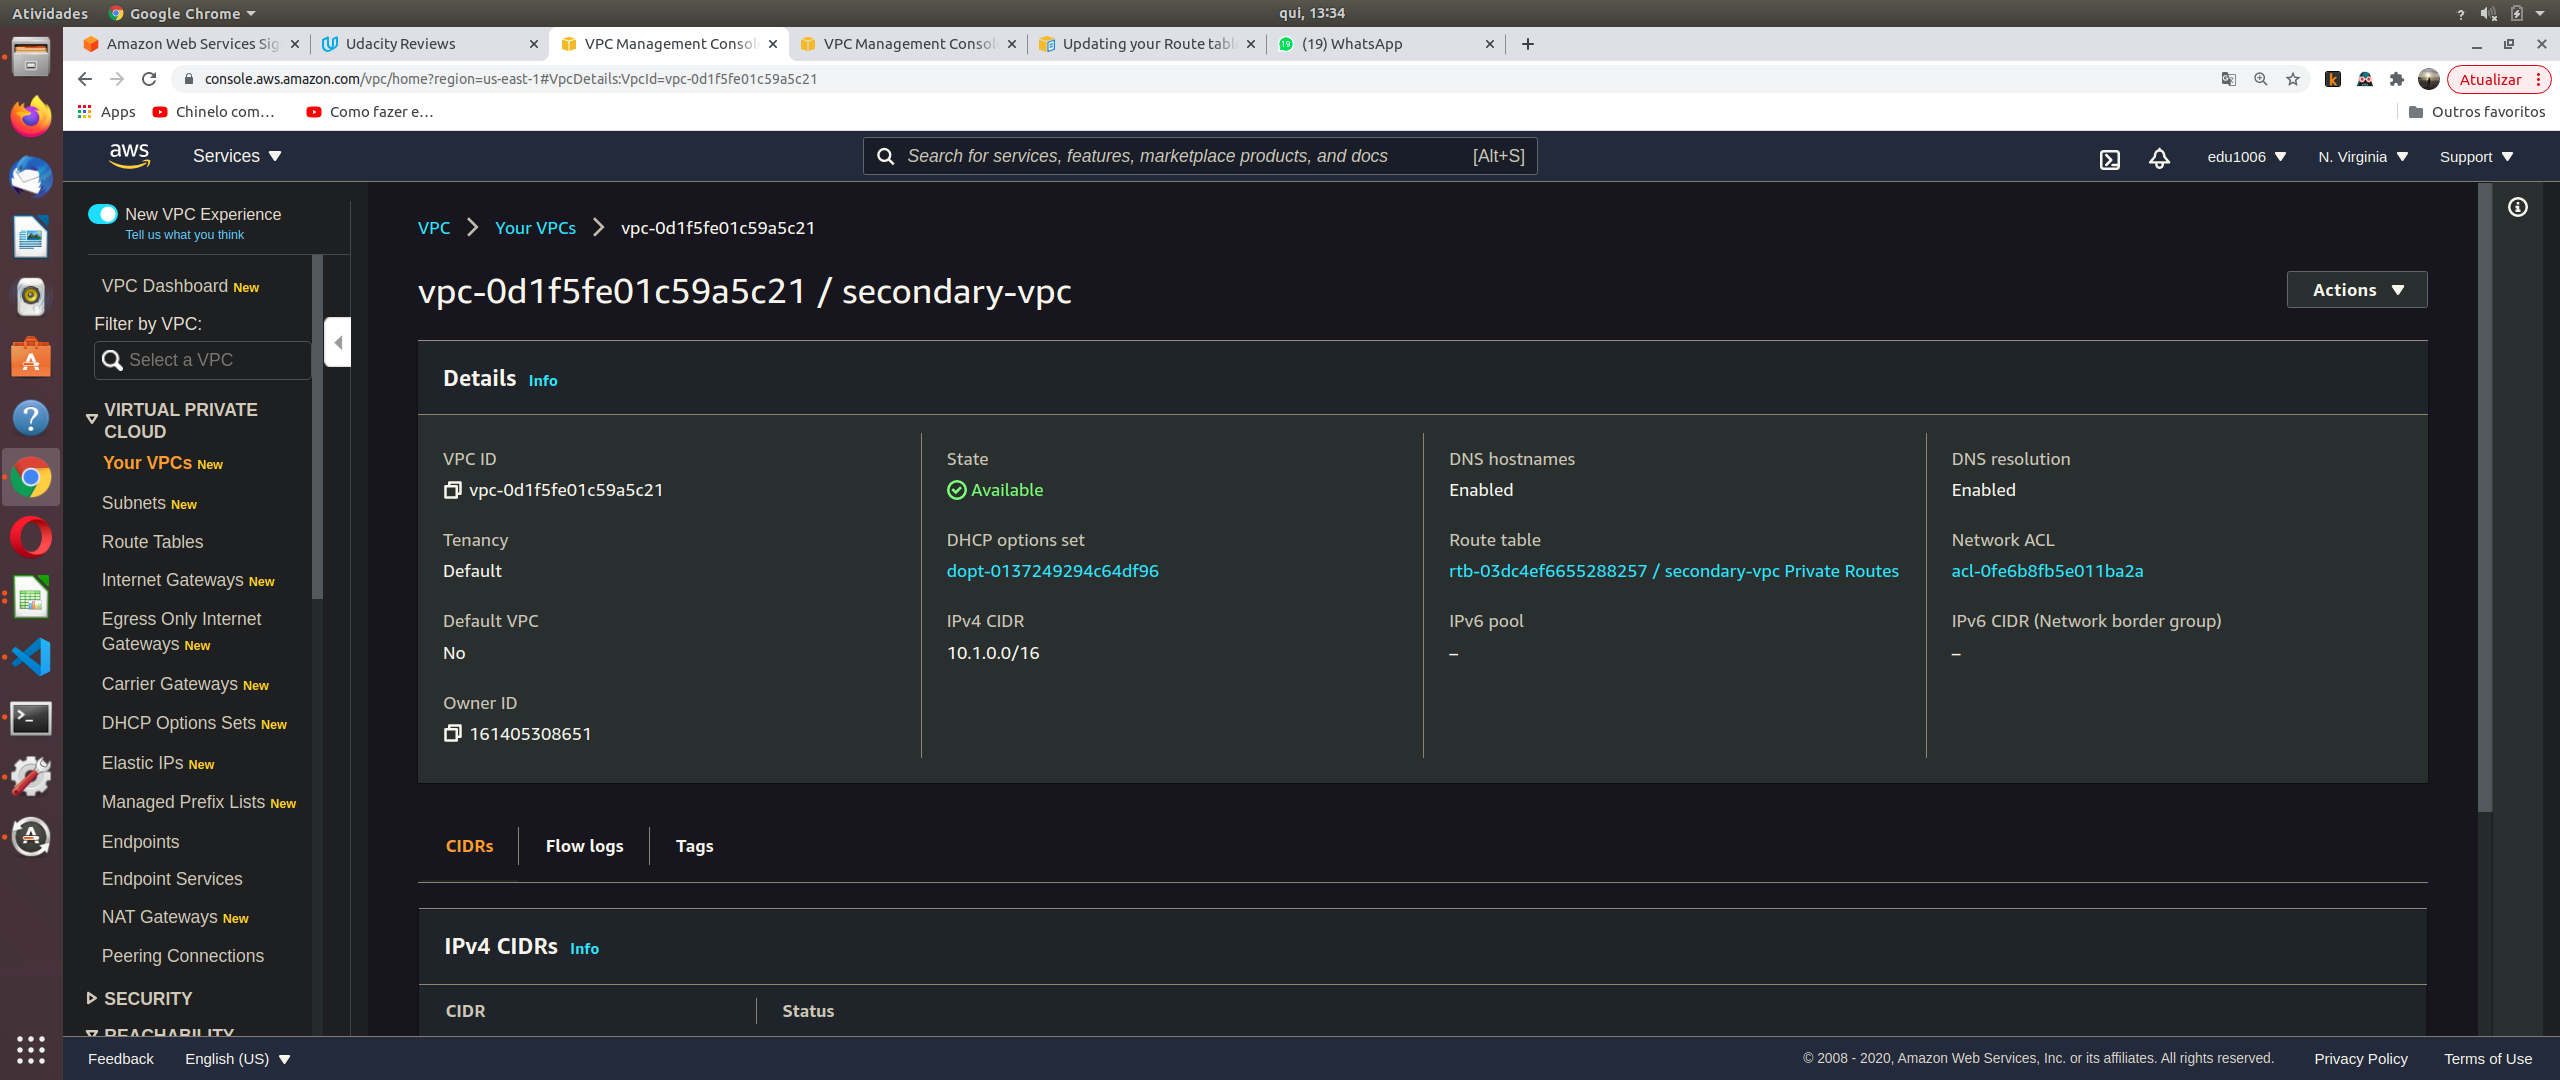 Atividades
Google Chrome
qui, 13:34
Amazon Web Services Sig
Udacity Reviews
VPC Management Consol
VPC Management Consol
Updating your Route tabl
(19) WhatsApp
console.aws.amazon.com/vpc/home?region=us-east-1#VpcDetails:VpcId=vpc-0d1f5fe01c59a5c21
Atualizar
Apps
Chinelo com…
Como fazer e…
Outros favoritos
aws
Services
Search for services, features, marketplace products, and docs
[Alt+S]
edu1006
N. Virginia
Support
New VPC Experience
Tell us what you think
VPC Dashboard New
Filter by VPC:
Select a VPC
VIRTUAL PRIVATE
CLOUD
Your VPCs New
Subnets New
Route Tables
Internet Gateways New
Egress Only Internet
Gateways New
Carrier Gateways New
DHCP Options Sets New
Elastic IPs New
Managed Prefix Lists New
Endpoints
Endpoint Services
NAT Gateways New
Peering Connections
SECURITY
REACHABILITY
VPC
Your VPCs
vpc-0d1f5fe01c59a5c21
vpc-0d1f5fe01c59a5c21 / secondary-vpc
Actions
Details Info
VPC ID
vpc-0d1f5fe01c59a5c21
State
Available
DNS hostnames
Enabled
DNS resolution
Enabled
Tenancy
Default
DHCP options set
dopt-0137249294c64df96
Route table
rtb-03dc4ef6655288257 / secondary-vpc Private Routes
Network ACL
acl-0fe6b8fb5e011ba2a
Default VPC
No
IPv4 CIDR
10.1.0.0/16
IPv6 pool
–
IPv6 CIDR (Network border group)
–
Owner ID
161405308651
CIDRs
Flow logs
Tags
IPv4 CIDRs Info
CIDR
Status
Feedback
English (US)
© 2008 - 2020, Amazon Web Services, Inc. or its affiliates. All rights reserved.
Privacy Policy
Terms of Use